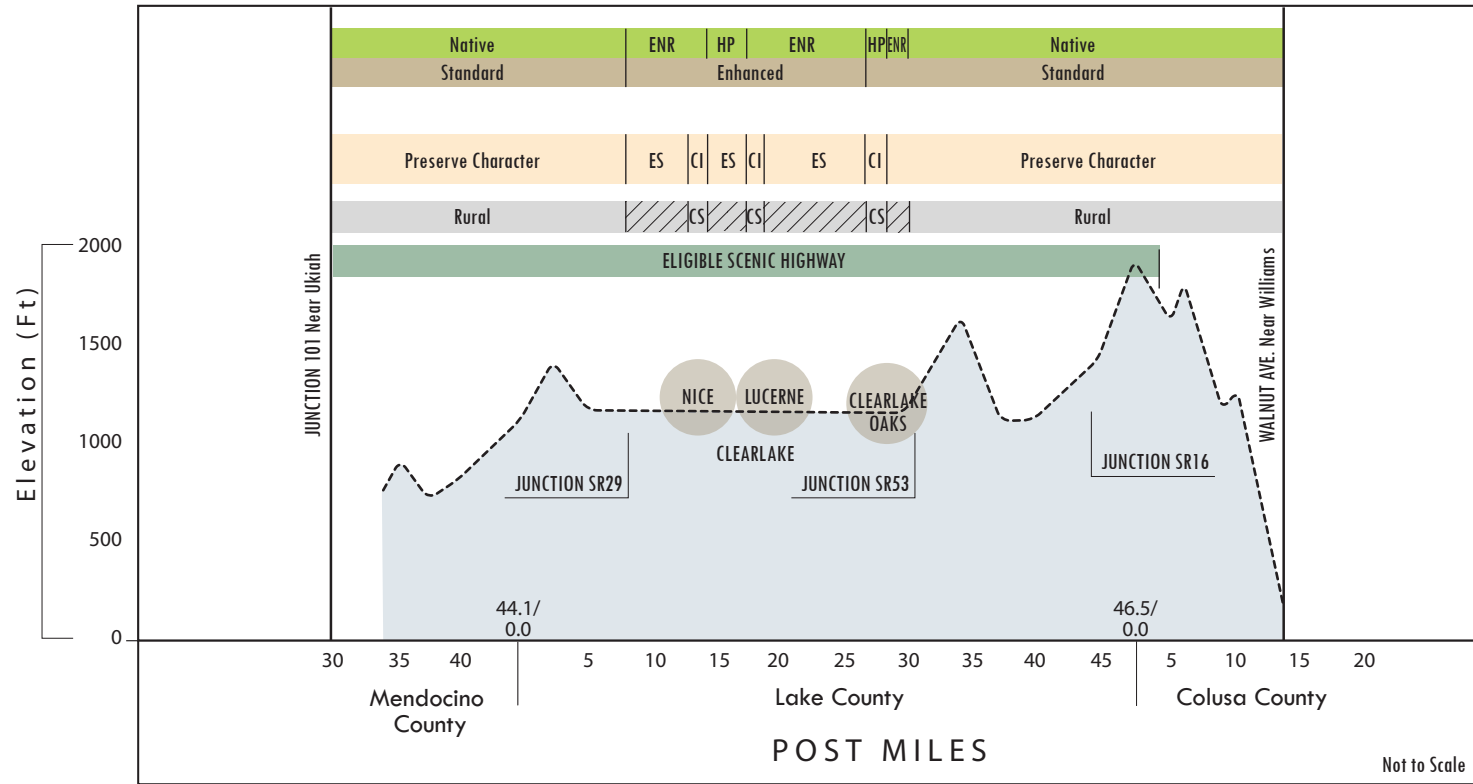 Native ENR HP ENR HP ENR Native
Standard Enhanced Standard
Preserve Character ES CI ES CI ES CI Preserve Character
Rural CS CS CS Rural
ELIGIBLE SCENIC HIGHWAY
Elevation (Ft)
2000
1500
1000
500
0
JUNCTION 101 Near Ukiah
WALNUT AVE. Near Williams
NICE
LUCERNE
CLEARLAKE
OAKS
CLEARLAKE
JUNCTION SR29
JUNCTION SR53
JUNCTION SR16
44.1/
0.0
46.5/
0.0
30 35 40 5 10 15 20 25 30 35 40 45 5 10 15 20
Mendocino
County
Lake County
Colusa County
POST MILES
Not to Scale